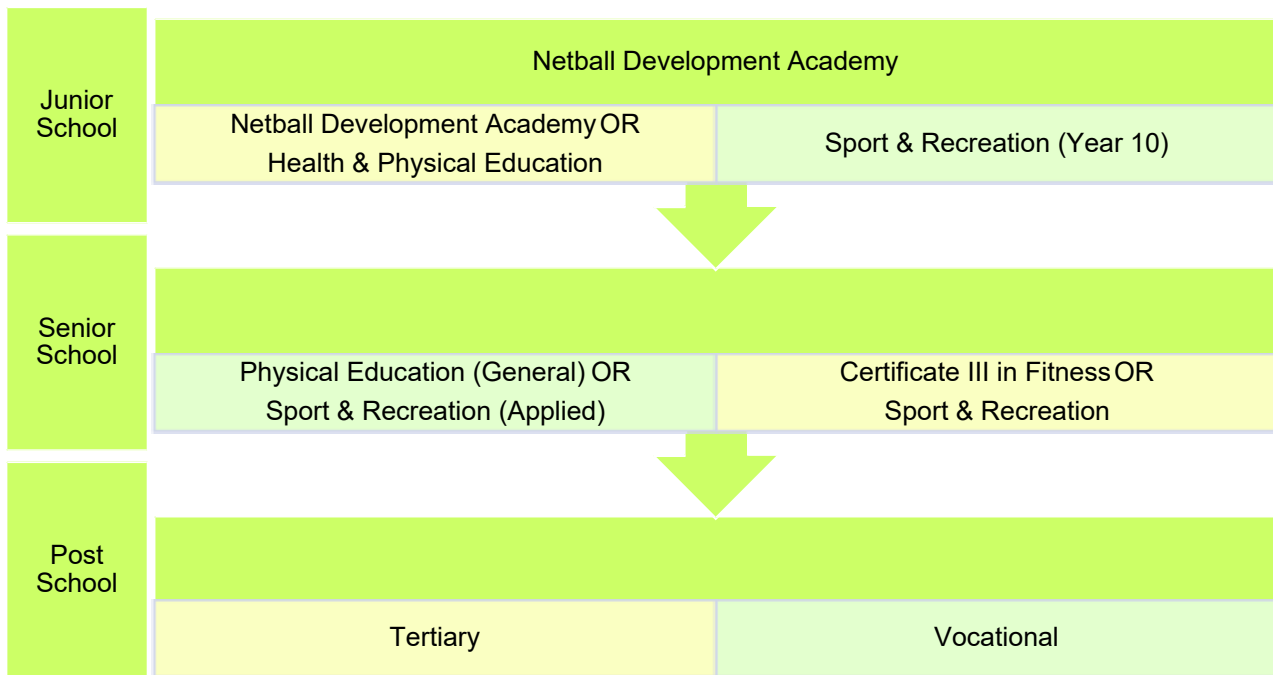 Junior
School
Netball Development Academy
Netball Development Academy OR
Health & Physical Education
Sport & Recreation (Year 10)
Senior
School
Physical Education (General) OR
Sport & Recreation (Applied)
Certificate III in Fitness OR
Sport & Recreation
Post
School
Tertiary
Vocational